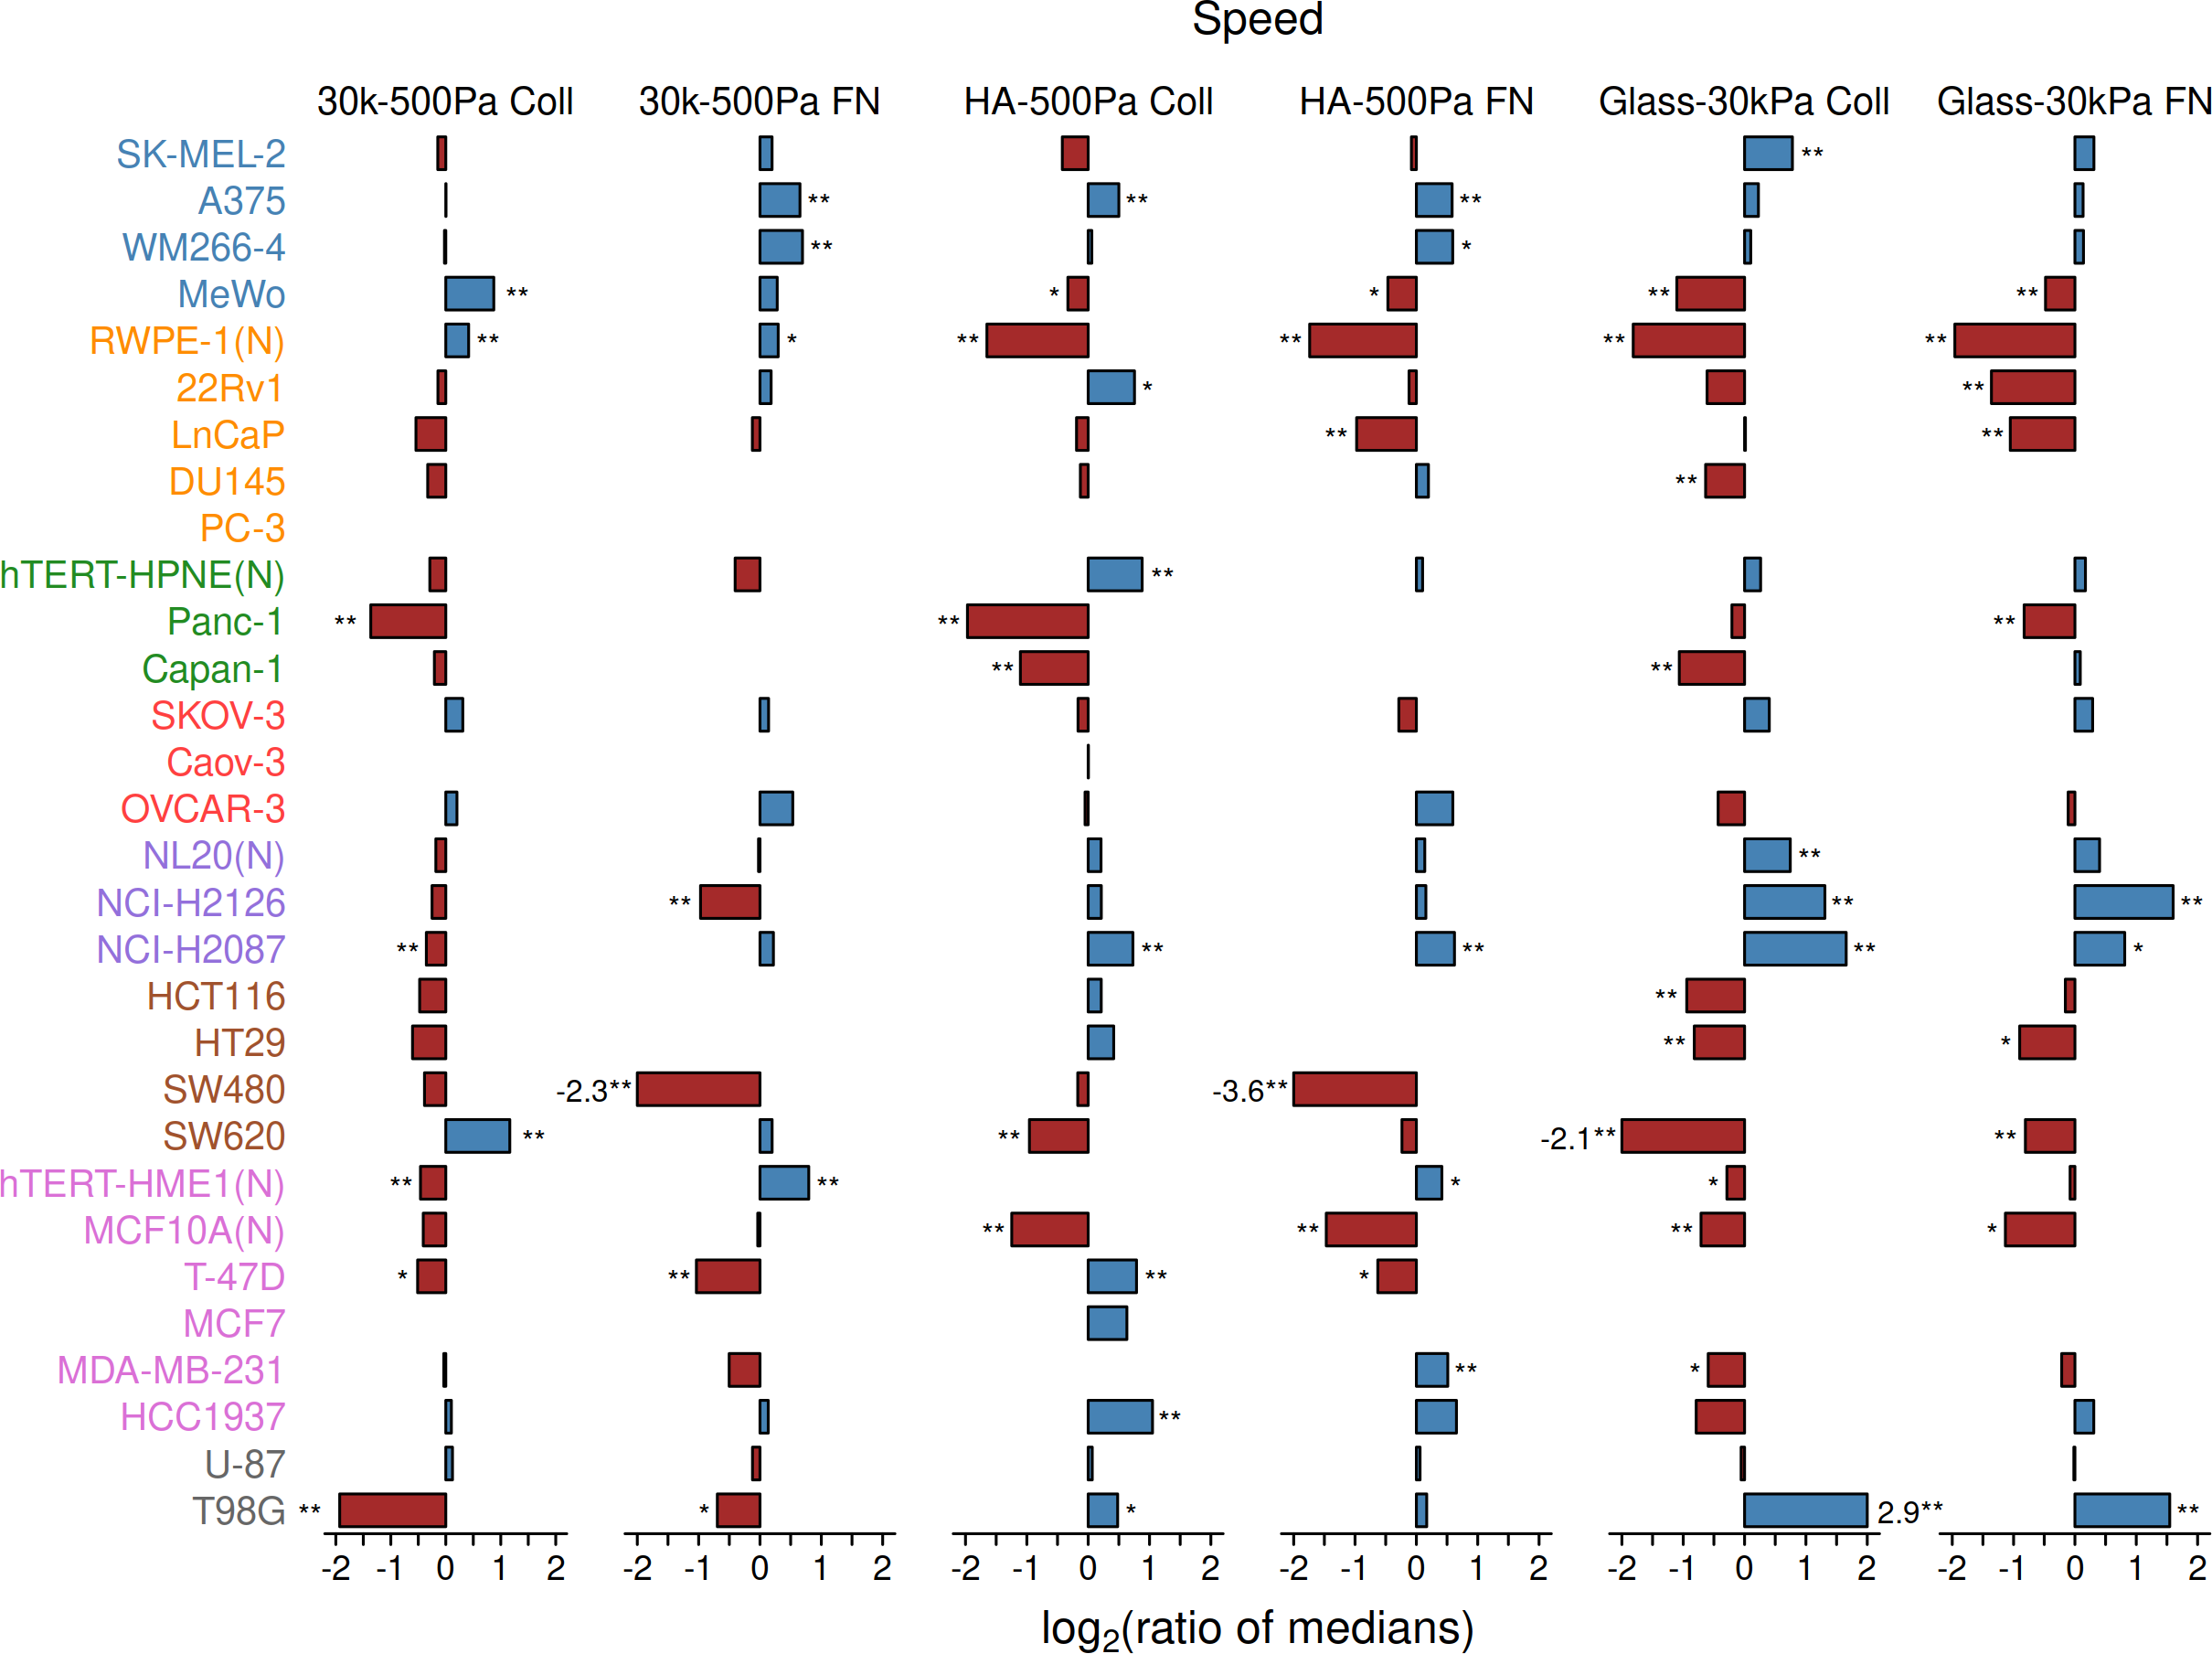 Speed
30k-500Pa Coll 30k-500Pa FN HA-500Pa Coll HA-500Pa FN Glass-30kPa Coll Glass-30kPa FN
SK-MEL-2 **
A375 ** ** **
WM266-4 ** *
MeWo ** * * ** **
RWPE-1(N) ** * ** ** ** **
22Rv1 * **
LnCaP ** **
DU145 **
PC-3
hTERT-HPNE(N) **
Panc-1 ** ** **
Capan-1 ** **
SKOV-3
Caov-3
OVCAR-3
NL20(N) **
NCI-H2126 ** ** **
NCI-H2087 ** ** ** ** *
HCT116 **
HT29 ** *
SW480 -2.3** -3.6**
SW620 ** ** -2.1** **
hTERT-HME1(N) ** ** * *
MCF10A(N) ** ** ** *
T-47D * ** ** *
MCF7
MDA-MB-231 ** *
HCC1937 **
U-87
T98G ** * * 2.9** **
-2 -1 0 1 2 -2 -1 0 1 2 -2 -1 0 1 2 -2 -1 0 1 2 -2 -1 0 1 2 -2 -1 0 1 2
log₂(ratio of medians)